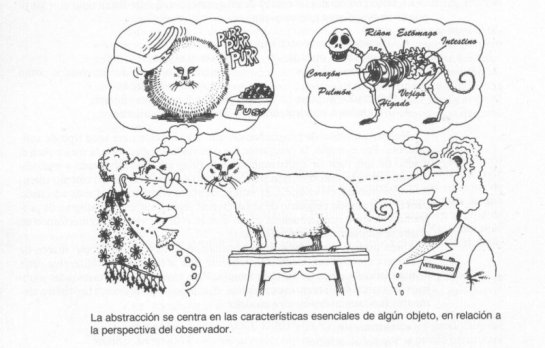 PURR
PURR
PURR
PUSS
Riñon Estómago
Intestino
Corazón
Pulmón
Vejiga
Hígado
VETERINARIO
La abstracción se centra en las características esenciales de algún objeto, en relación a
la perspectiva del observador.